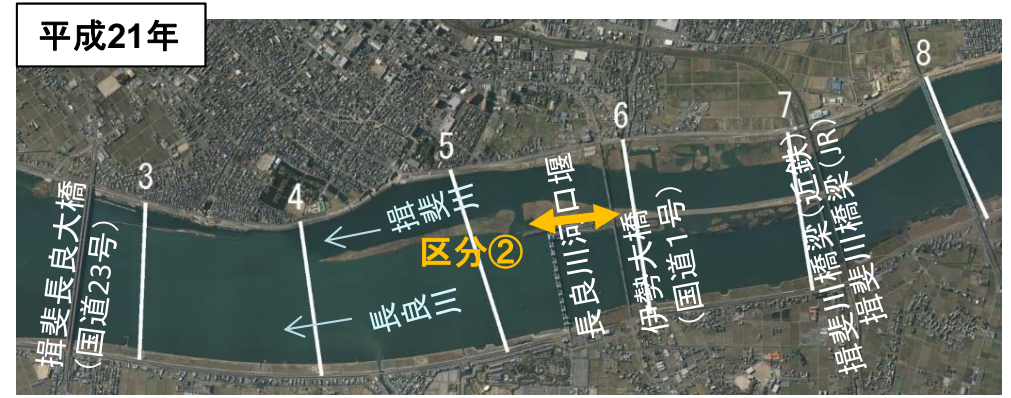 平成21年
8
7
6
5
3
4
揖斐長良大橋
(国道23号)
揖斐川
長良川
区分②
長良川河口堰
伊勢大橋
(国道1号)
揖斐川橋梁(近鉄)
揖斐川橋梁(JR)